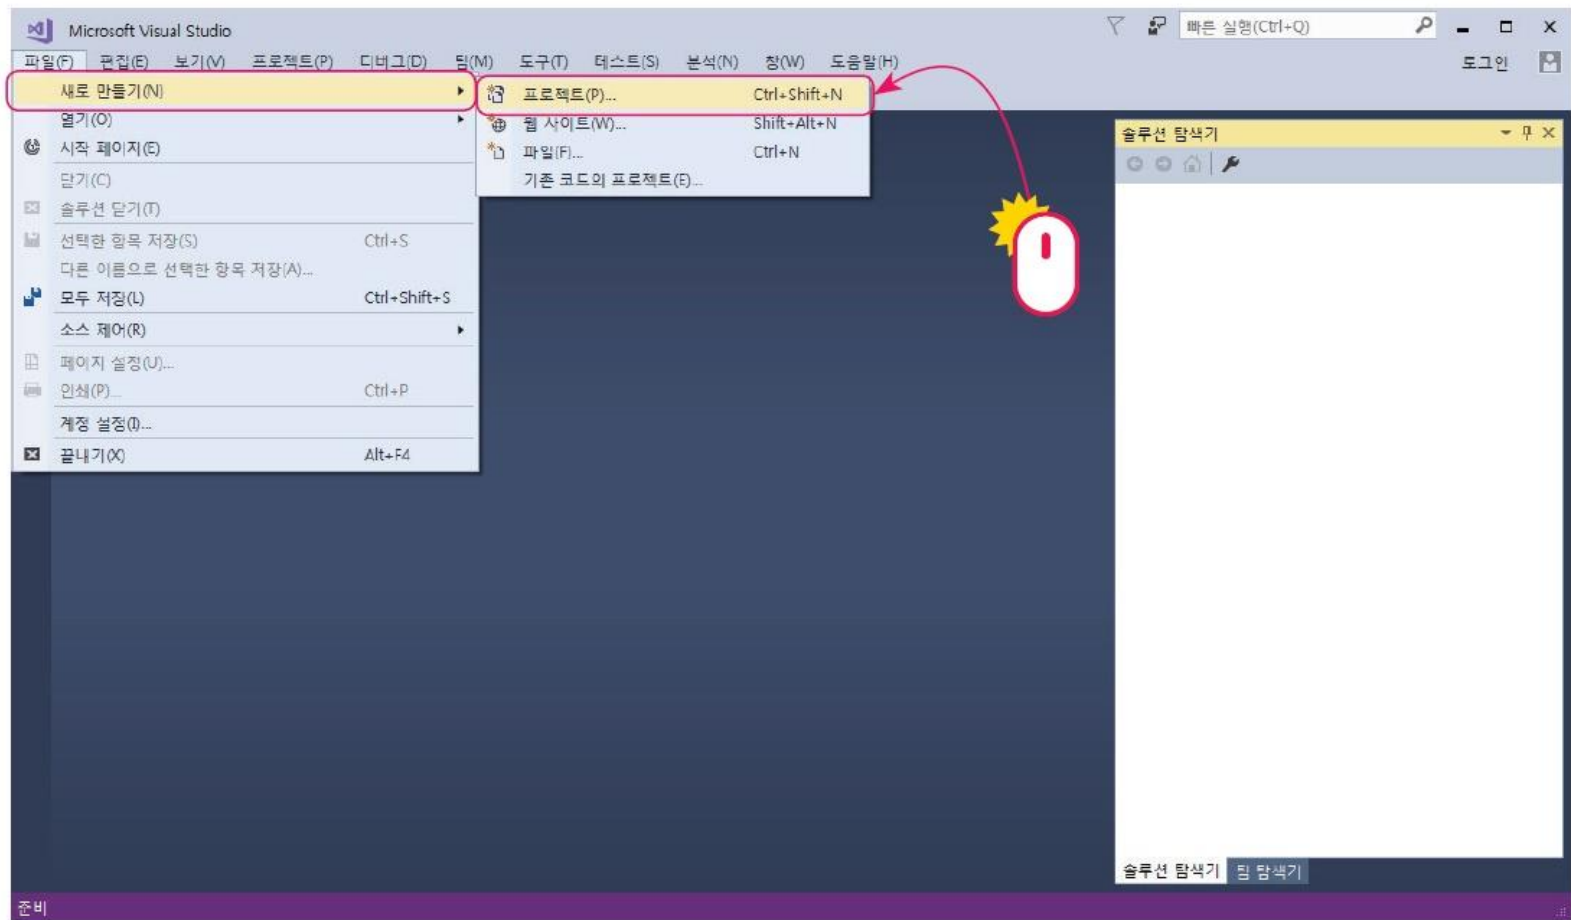 Microsoft Visual Studio
빠른 실행(Ctrl+Q)
파일(F) 편집(E) 보기(V) 프로젝트(P) 디버그(D) 팀(M) 도구(T) 테스트(S) 분석(N) 창(W) 도움말(H) 로그인
새로 만들기(N)
프로젝트(P)... Ctrl+Shift+N
열기(O)
웹 사이트(W)... Shift+Alt+N
시작 페이지(E)
파일(F)... Ctrl+N
닫기(C)
기존 코드의 프로젝트(E)...
솔루션 닫기(T)
선택한 항목 저장(S) Ctrl+S
다른 이름으로 선택한 항목 저장(A)...
모두 저장(L) Ctrl+Shift+S
소스 제어(R)
페이지 설정(U)...
인쇄(P)... Ctrl+P
계정 설정(I)...
끝내기(X) Alt+F4
솔루션 탐색기
솔루션 탐색기 팀 탐색기
준비